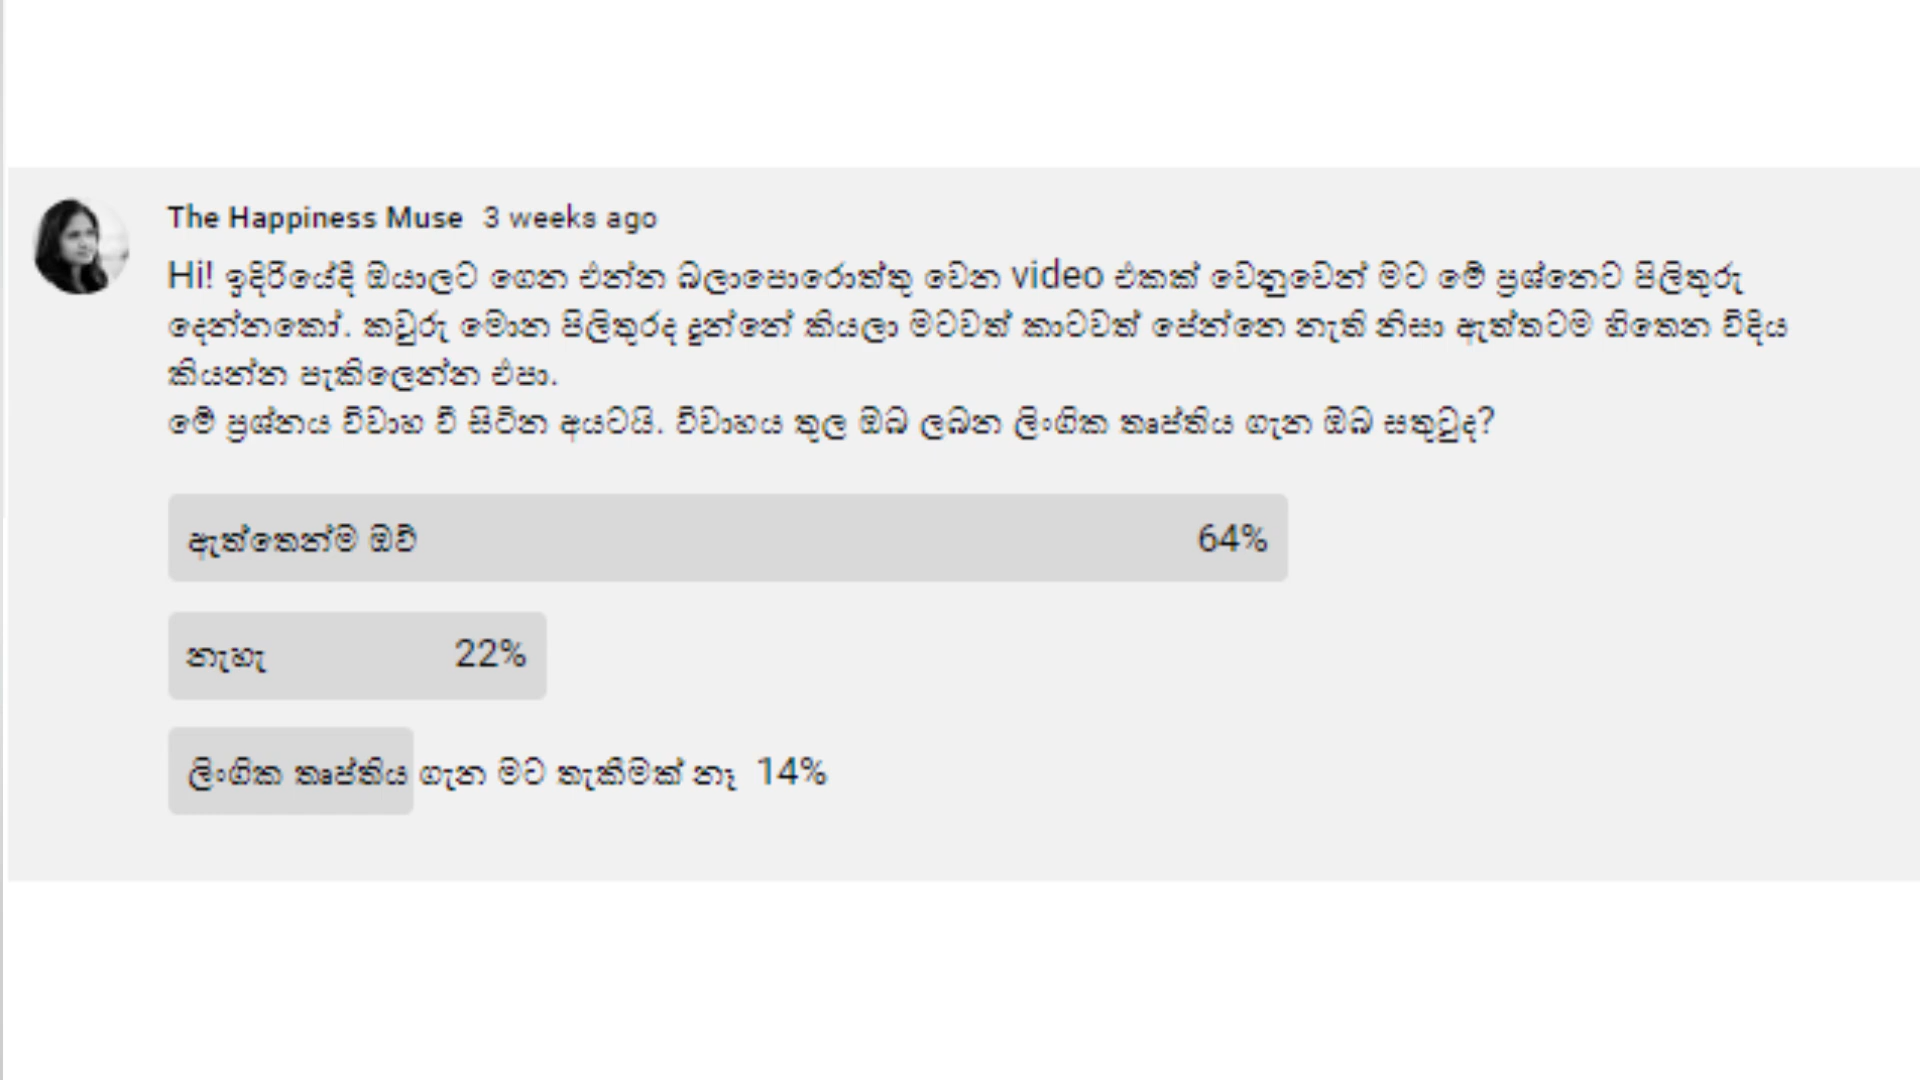 The Happiness Muse 3 weeks ago
Hi! ඉදිරියේදී ඔයාලට ගෙන එන්න බලාපොරොත්තු වෙන video එකක් වෙනුවෙන් මට මේ ප්‍රශ්නෙට පිලිතුරු
දෙන්නකෝ. කවුරු මොන පිලිතුරද දුන්නේ කියලා මටවත් කාටවත් පේන්නෙ නැති නිසා ඇත්තටම හිතෙන විදිය
කියන්න පැකිලෙන්න එපා.
මේ ප්‍රශ්නය විවාහ වී සිටින අයටයි. විවාහය තුල ඔබ ලබන ලිංගික තෘප්තිය ගැන ඔබ සතුටුද?
ඇත්තෙන්ම ඔව් 64%
නැහැ 22%
ලිංගික තෘප්තිය ගැන මට තැකීමක් නෑ 14%